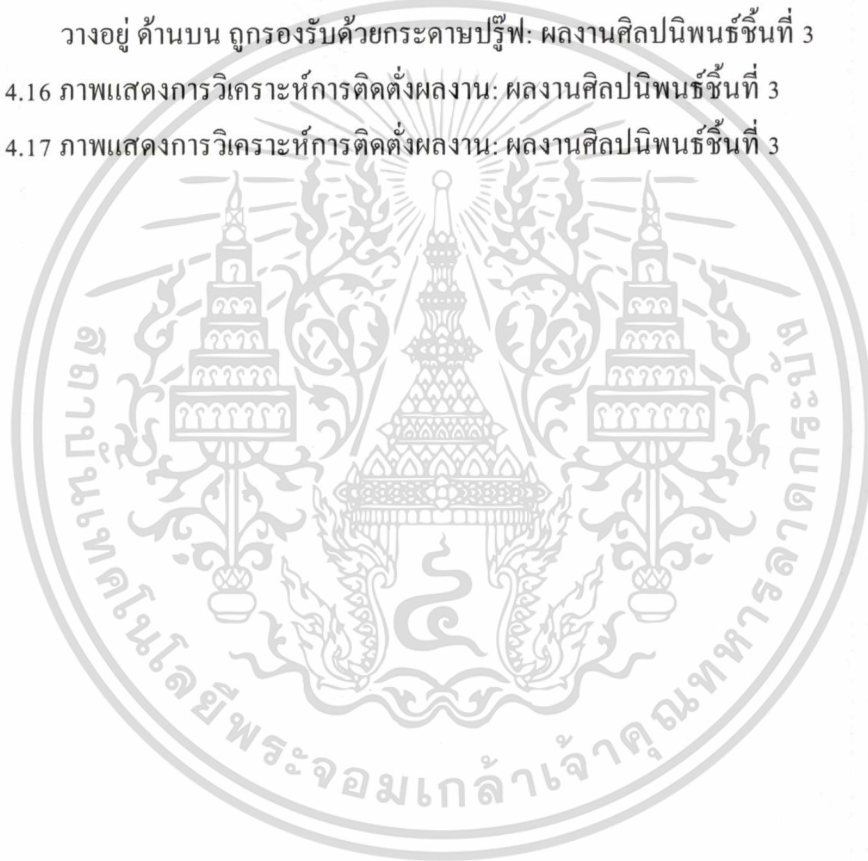 วางอยู่ ด้านบน ถูกรองรับด้วยกระดาษปรู๊ฟ: ผลงานศิลปนิพนธ์ชิ้นที่ 3
4.16 ภาพแสดงการวิเคราะห์การติดตั่งผลงาน: ผลงานศิลปนิพนธ์ชิ้นที่ 3
4.17 ภาพแสดงการวิเคราะห์การติดตั่งผลงาน: ผลงานศิลปนิพนธ์ชิ้นที่ 3
๔
สถาบันเทคโนโลยีพระจอมเกล้าเจ้าคุณทหารลาดกระบัง